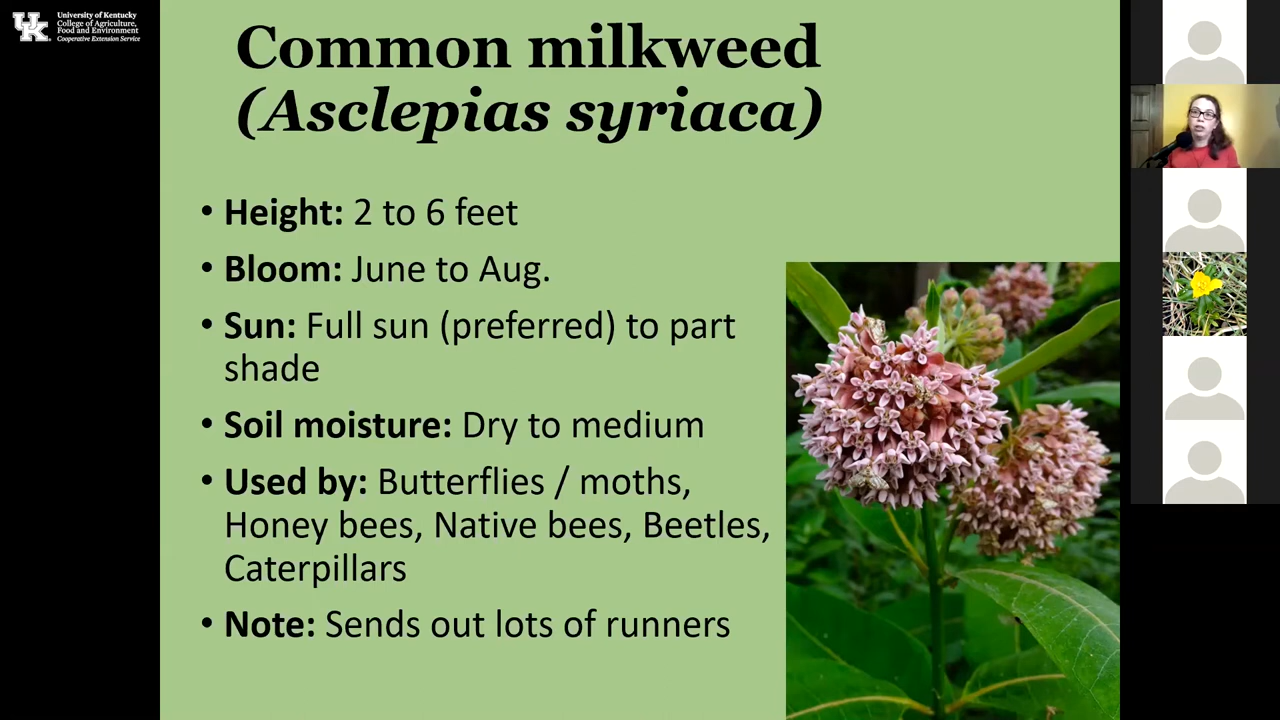 University of Kentucky
College of Agriculture,
Food and Environment
Cooperative Extension Service
UK
Common milkweed
(Asclepias syriaca)
• Height: 2 to 6 feet
• Bloom: June to Aug.
• Sun: Full sun (preferred) to part
shade
• Soil moisture: Dry to medium
• Used by: Butterflies / moths,
Honey bees, Native bees, Beetles,
Caterpillars
• Note: Sends out lots of runners